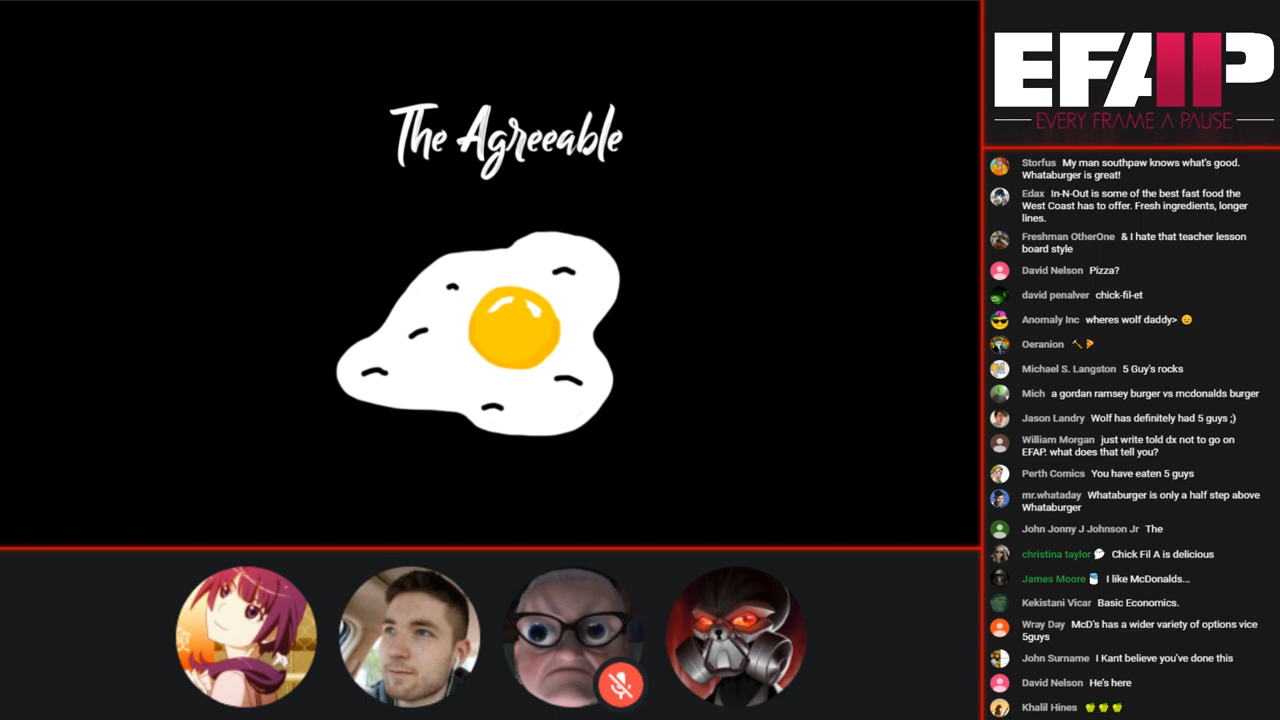 The Agreeable
EFAP
EVERY FRAME A PAUSE
Storfus My man southpaw knows what's good.
Whataburger is great!
Edax In-N-Out is some of the best fast food the
West Coast has to offer. Fresh ingredients, longer
lines.
Freshman OtherOne & I hate that teacher lesson
board style
David Nelson Pizza?
david penalver chick-fil-et
Anomaly Inc wheres wolf daddy> 😉
Oeranion 🔨🍕
Michael S. Langston 5 Guy's rocks
Mich a gordan ramsey burger vs mcdonalds burger
Jason Landry Wolf has definitely had 5 guys ;)
William Morgan just write told dx not to go on
EFAP. what does that tell you?
Perth Comics You have eaten 5 guys
mr.whataday Whataburger is only a half step above
Whataburger
John Jonny J Johnson Jr The
christina taylor Chick Fil A is delicious
James Moore I like McDonalds...
Kekistani Vicar Basic Economics.
Wray Day McD's has a wider variety of options vice
5guys
John Surname I Kant believe you've done this
David Nelson He's here
Khalil Hines 🍏🍏🍏